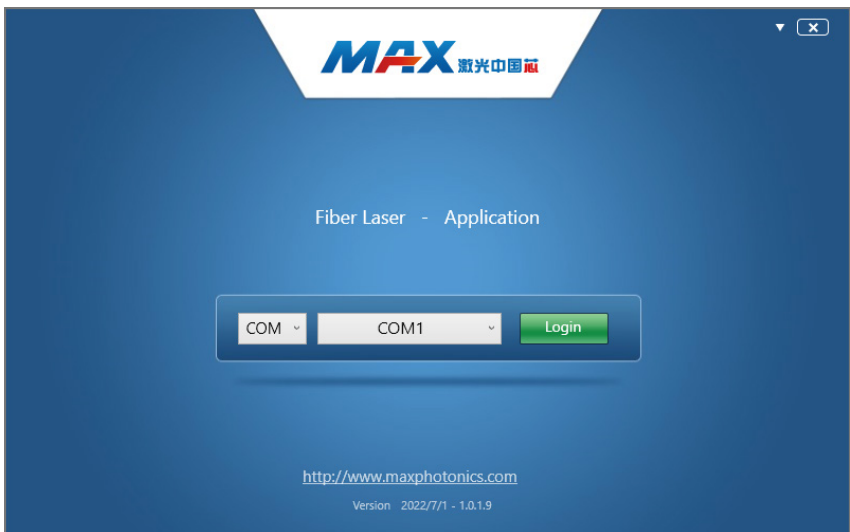 MAX 激光中国芯
Fiber Laser - Application
COM COM1 Login
http://www.maxphotonics.com
Version 2022/7/1 - 1.0.1.9